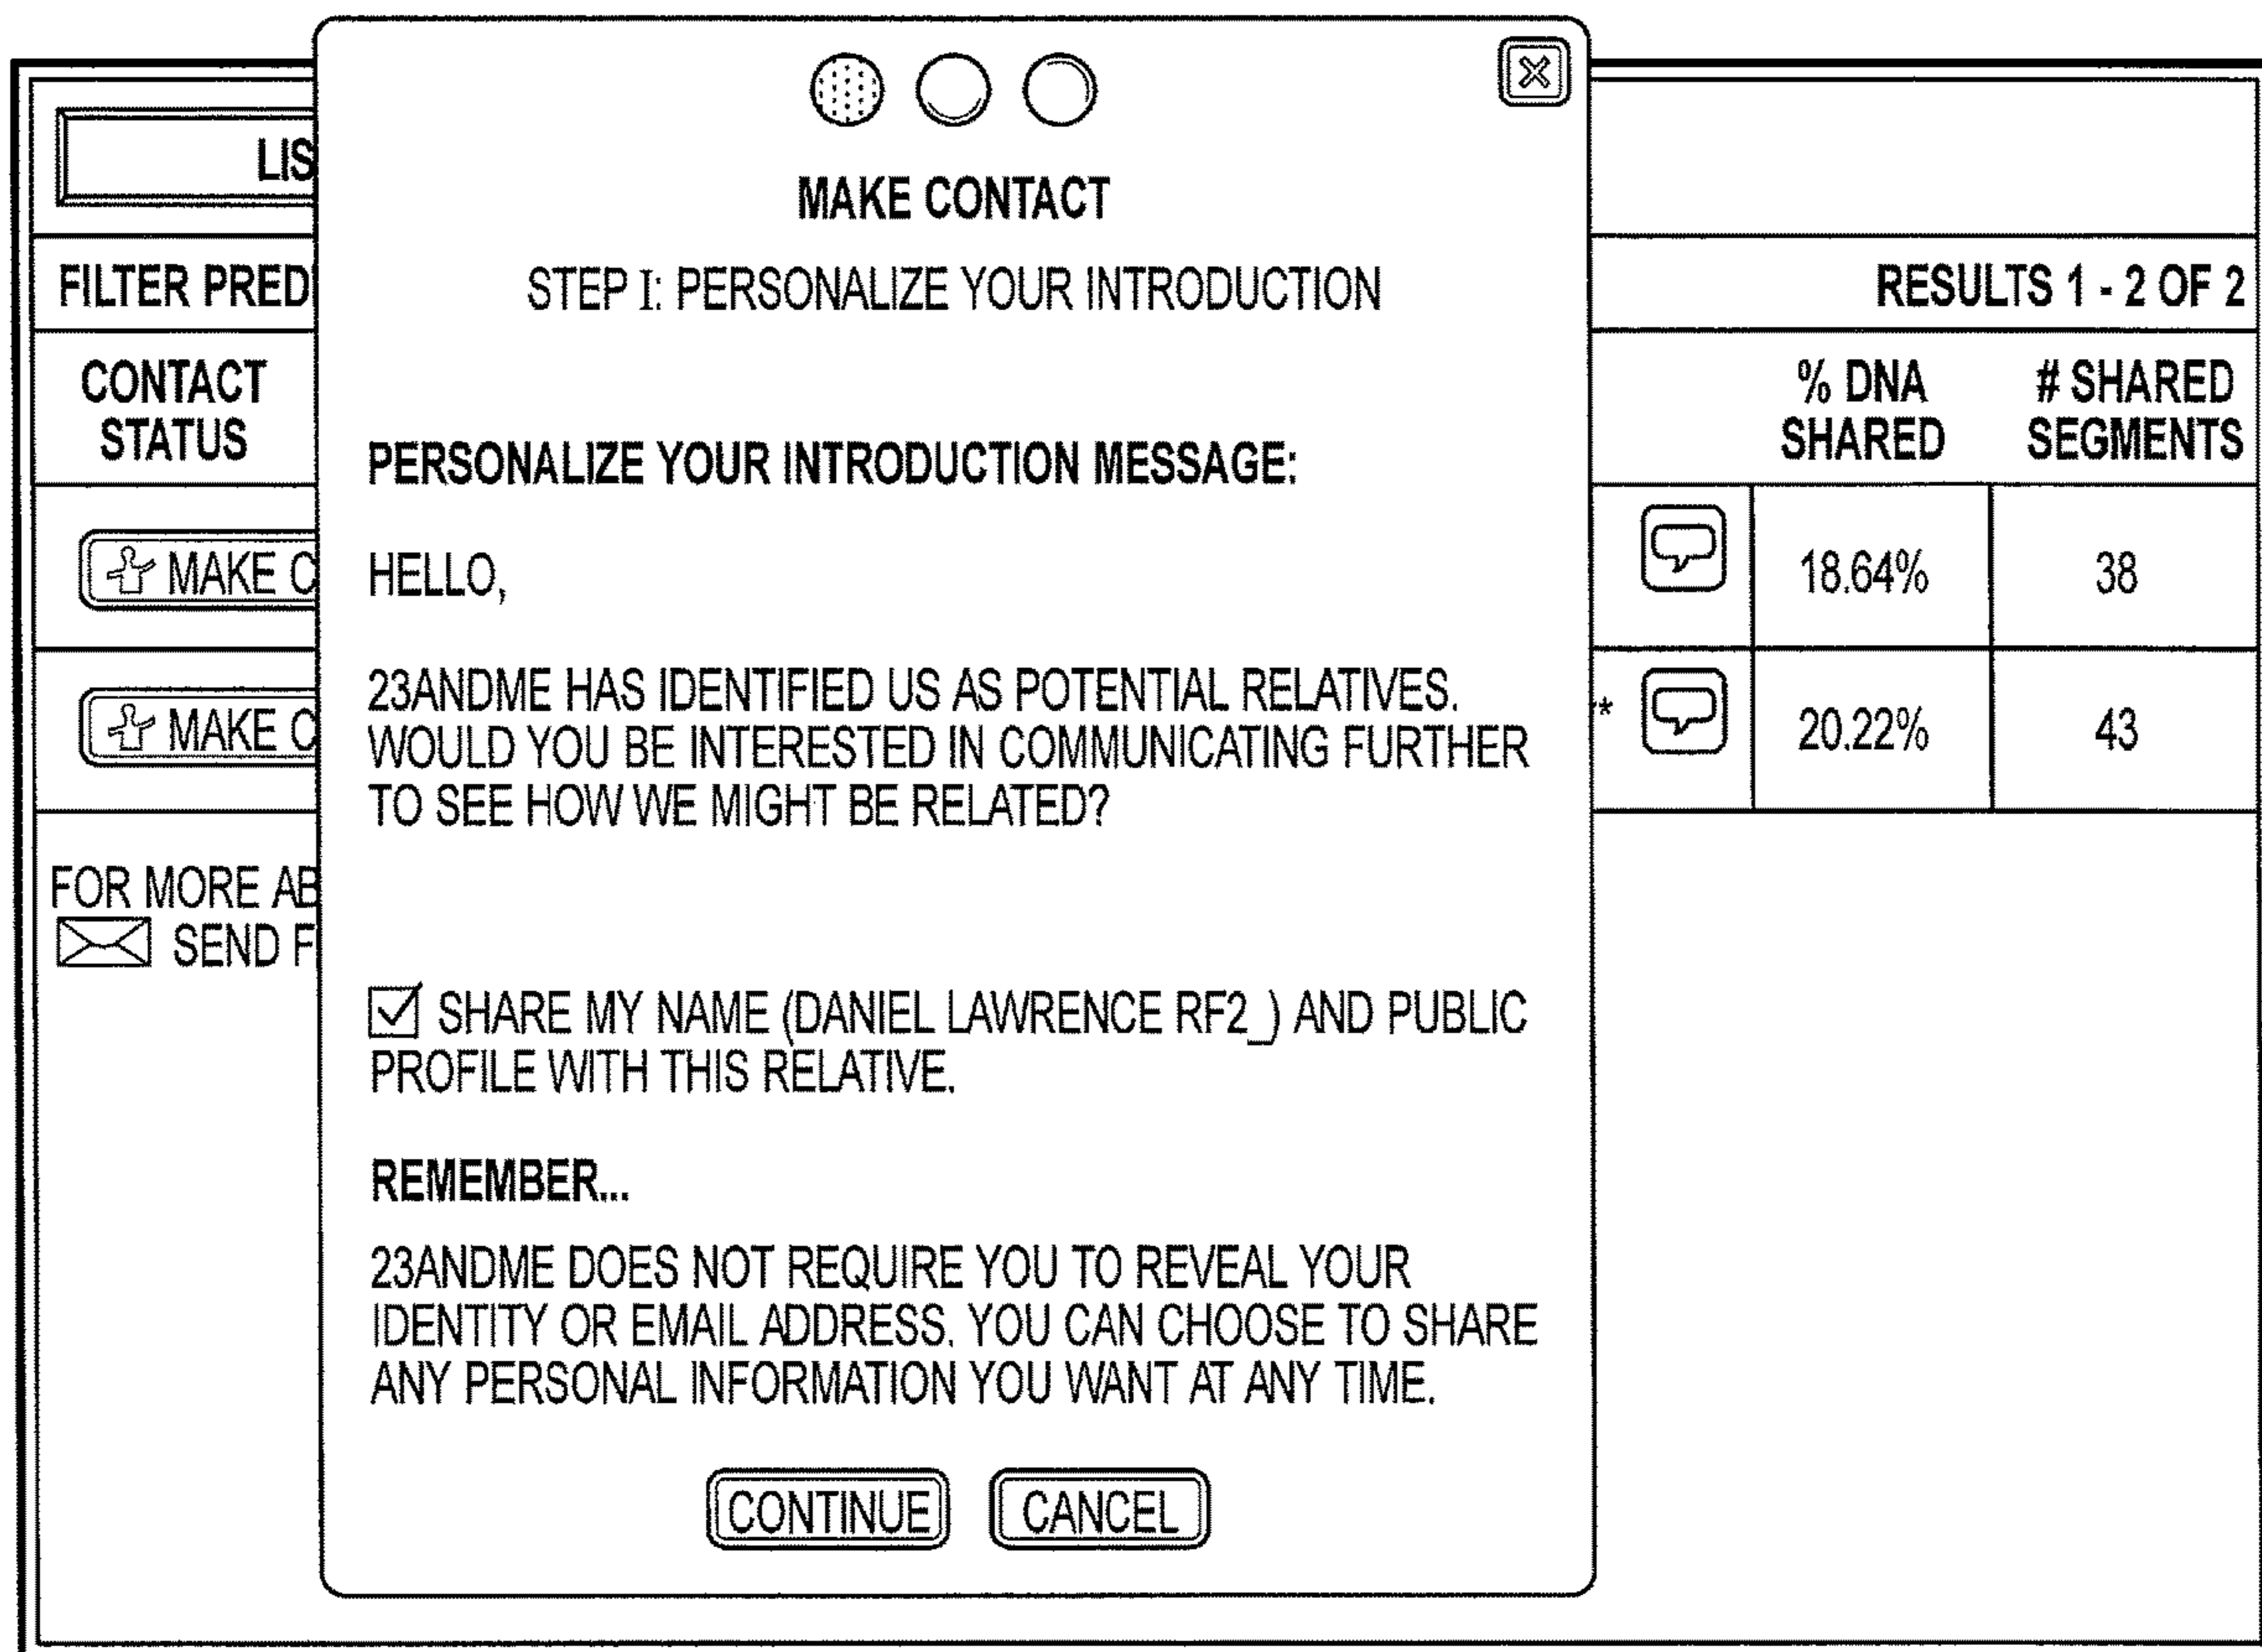 MAKE CONTACT
STEP I: PERSONALIZE YOUR INTRODUCTION
PERSONALIZE YOUR INTRODUCTION MESSAGE:
HELLO,
23ANDME HAS IDENTIFIED US AS POTENTIAL RELATIVES.
WOULD YOU BE INTERESTED IN COMMUNICATING FURTHER
TO SEE HOW WE MIGHT BE RELATED?
SHARE MY NAME (DANIEL LAWRENCE RF2_) AND PUBLIC
PROFILE WITH THIS RELATIVE.
REMEMBER...
23ANDME DOES NOT REQUIRE YOU TO REVEAL YOUR
IDENTITY OR EMAIL ADDRESS. YOU CAN CHOOSE TO SHARE
ANY PERSONAL INFORMATION YOU WANT AT ANY TIME.
CONTINUE CANCEL
LIS
FILTER PRED
RESULTS 1 - 2 OF 2
CONTACT
STATUS
% DNA
SHARED
# SHARED
SEGMENTS
MAKE C
18.64% 38
MAKE C
* 20.22% 43
FOR MORE AB
SEND F